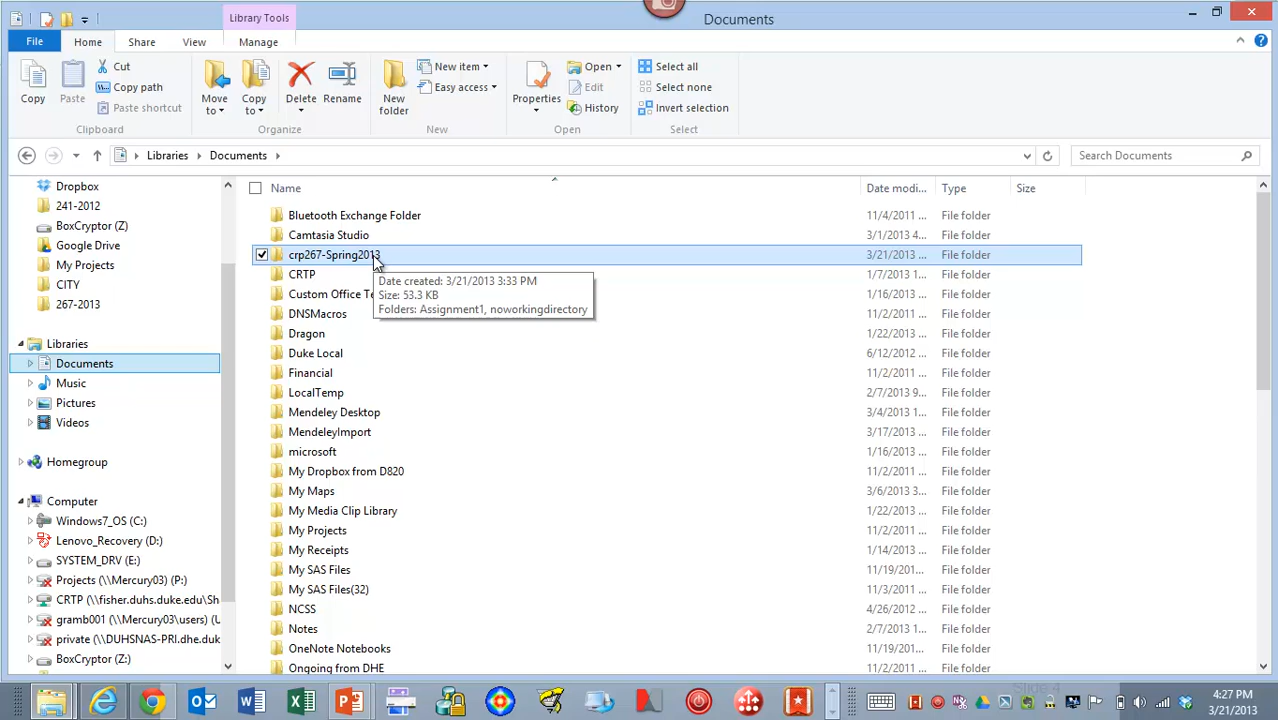 Library Tools
Documents
File
Home
Share
View
Manage
Copy
Paste
Cut
Copy path
Paste shortcut
Clipboard
Move to
Copy to
Delete
Rename
Organize
New folder
New item
Easy access
New
Properties
Open
Edit
History
Open
Select all
Select none
Invert selection
Select
Libraries
Documents
Search Documents
Dropbox
241-2012
BoxCryptor (Z)
Google Drive
My Projects
CITY
267-2013
Libraries
Documents
Music
Pictures
Videos
Homegroup
Computer
Windows7_OS (C:)
Lenovo_Recovery (D:)
SYSTEM_DRV (E:)
Projects (\\Mercury03) (P:)
CRTP (\\fisher.duhs.duke.edu\Sh
gramb001 (\\Mercury03\users) (U:
private (\\DUHSNAS-PRI.dhe.duk
BoxCryptor (Z:)
Name Date modi... Type Size
Bluetooth Exchange Folder 11/4/2011 ... File folder
Camtasia Studio 3/1/2013 4... File folder
crp267-Spring2013 3/21/2013 ... File folder
CRTP 1/7/2013 1... File folder
Date created: 3/21/2013 3:33 PM
Size: 53.3 KB
Folders: Assignment1, noworkingdirectory
Custom Office Te 1/16/2013 ... File folder
DNSMacros 11/2/2011 ... File folder
Dragon 1/22/2013 ... File folder
Duke Local 6/12/2012 ... File folder
Financial 11/2/2011 ... File folder
LocalTemp 2/7/2013 9... File folder
Mendeley Desktop 3/4/2013 1... File folder
MendeleyImport 3/17/2013 ... File folder
microsoft 1/16/2013 ... File folder
My Dropbox from D820 11/2/2011 ... File folder
My Maps 3/6/2013 3... File folder
My Media Clip Library 1/22/2013 ... File folder
My Projects 11/2/2011 ... File folder
My Receipts 1/14/2013 ... File folder
My SAS Files 11/19/201... File folder
My SAS Files(32) 11/3/2011 ... File folder
NCSS 4/26/2012 ... File folder
Notes 2/7/2013 1... File folder
OneNote Notebooks 11/19/201... File folder
Ongoing from DHE 11/2/2011 ... File folder
Slide 4
4:27 PM
3/21/2013